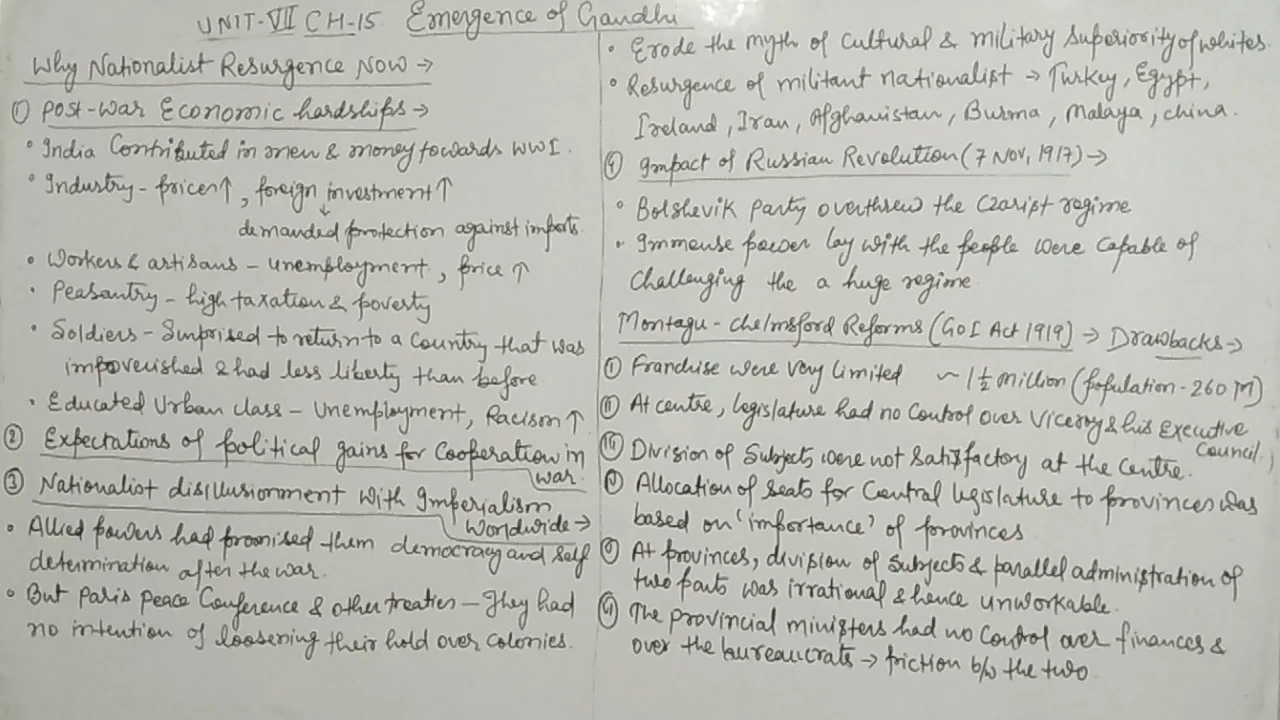 UNIT-VII CH-15 Emergence of Gandhi
Why Nationalist Resurgence Now →
① Post-war Economic hardships →
• India Contributed in men & money towards WWI.
• Industry - prices↑, foreign investment↑
↓
demanded protection against imports.
• Workers & artisans - unemployment, price ↑
• Peasantry - high taxation & poverty
• Soldiers - Surprised to return to a country that was
impoverished & had less liberty than before
• Educated Urban class - Unemployment, Racism ↑
② Expectations of political gains for Cooperation in
war.
③ Nationalist disillusionment with Imperialism
Worldwide →
• Allied powers had promised them democracy and self
determination after the war.
• But Paris Peace Conference & other treaties - They had
no intention of loosering their hold over colonies.
• Erode the myth of cultural & military superiority of whites.
• Resurgence of militant nationalist → Turkey, Egypt,
Ireland, Iran, Afghanistan, Burma, Malaya, china.
④ Impact of Russian Revolution (7 Nov, 1917) →
• Bolshevik party overthrew the Czarist regime
• Immense power lay with the people were capable of
challenging the a huge regime
Montagu - Chelmsford Reforms (GoI Act 1919) → Drawbacks →
① Franchise were very limited ~ 1½ million (population - 260 M)
② At centre, legislature had no control over Viceroy & his Executive
Council.
③ Division of Subjects were not satisfactory at the centre.
④ Allocation of seats for Central legislature to provinces was
based on 'importance' of provinces
⑤ At provinces, division of subjects & parallel administration of
two parts was irrational & hence unworkable.
⑥ The provincial ministers had no control over finances &
over the bureaucrats → friction b/w the two